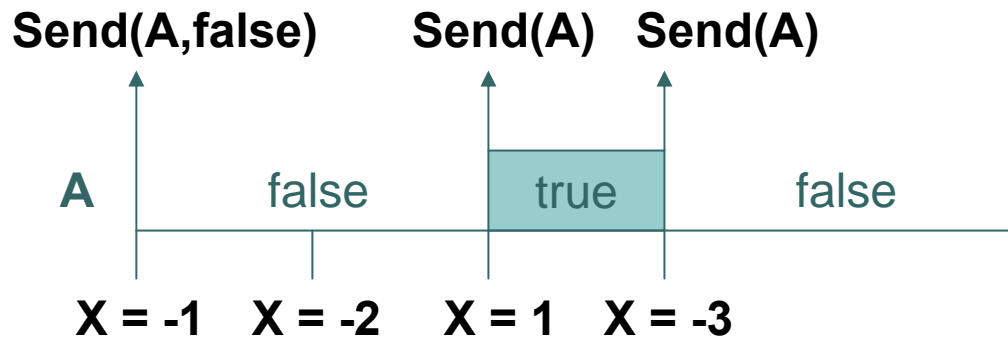 Send(A,false) Send(A) Send(A)
A false true false
X = -1 X = -2 X = 1 X = -3